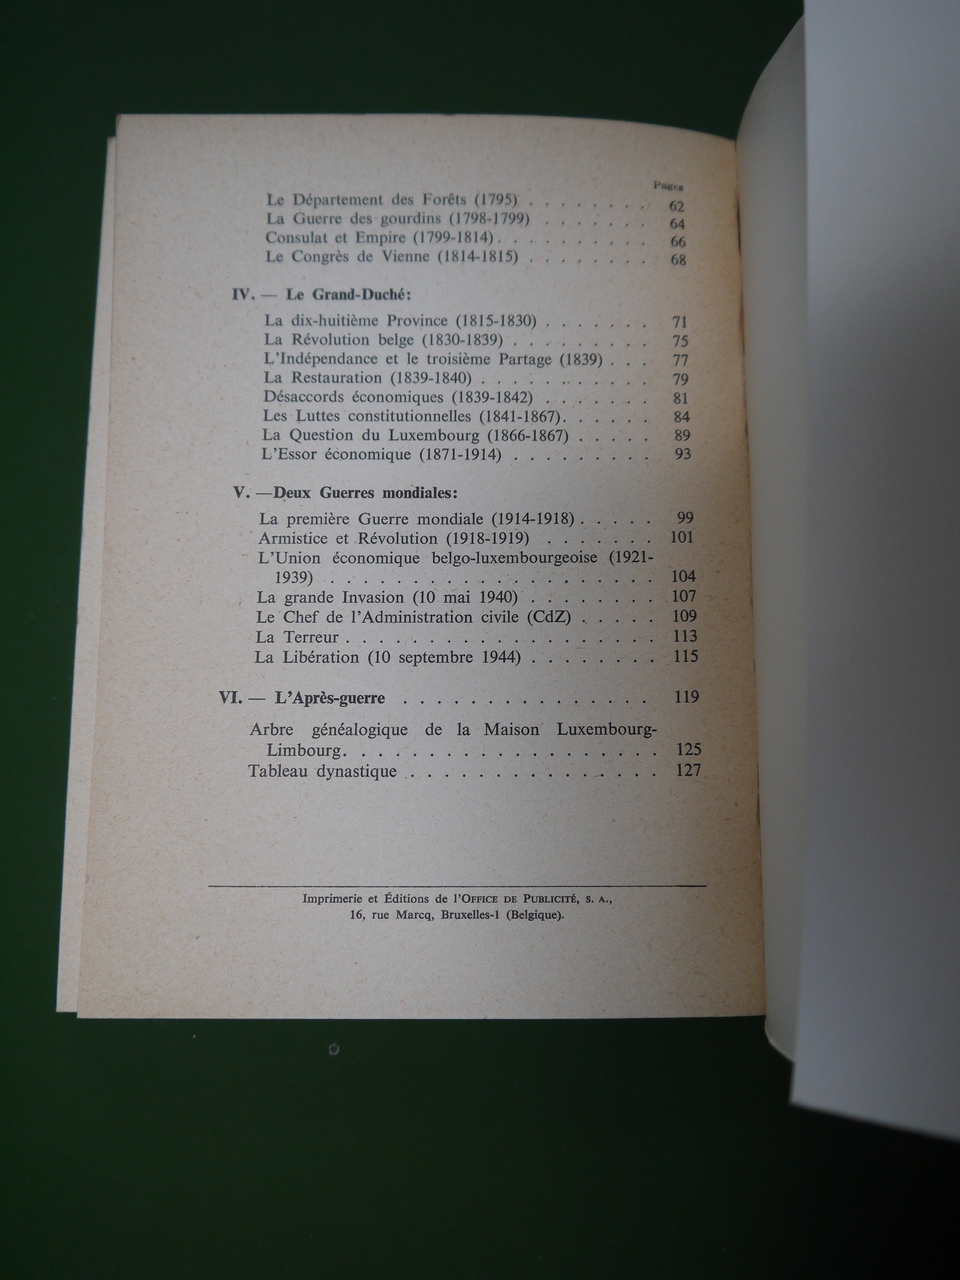 Pages
Le Département des Forêts (1795) . . . . . . . . 62
La Guerre des gourdins (1798-1799) . . . . . . . 64
Consulat et Empire (1799-1814) . . . . . . . . . . 66
Le Congrès de Vienne (1814-1815) . . . . . . . . 68
IV. — Le Grand-Duché:
La dix-huitième Province (1815-1830) . . . . . . . 71
La Révolution belge (1830-1839) . . . . . . . . . 75
L'Indépendance et le troisième Partage (1839) . . . 77
La Restauration (1839-1840) . . . . . . . . . . . 79
Désaccords économiques (1839-1842) . . . . . . . 81
Les Luttes constitutionnelles (1841-1867). . . . . . 84
La Question du Luxembourg (1866-1867) . . . . . 89
L'Essor économique (1871-1914) . . . . . . . . . 93
V. —Deux Guerres mondiales:
La première Guerre mondiale (1914-1918) . . . . . 99
Armistice et Révolution (1918-1919) . . . . . . . 101
L'Union économique belgo-luxembourgeoise (1921-
1939) . . . . . . . . . . . . . . . . . . . . 104
La grande Invasion (10 mai 1940) . . . . . . . . 107
Le Chef de l'Administration civile (CdZ) . . . . . 109
La Terreur . . . . . . . . . . . . . . . . . . . 113
La Libération (10 septembre 1944) . . . . . . . . 115
VI. — L'Après-guerre . . . . . . . . . . . . . . . 119
Arbre généalogique de la Maison Luxembourg-
Limbourg. . . . . . . . . . . . . . . . . . . . 125
Tableau dynastique . . . . . . . . . . . . . . . 127
Imprimerie et Éditions de l'OFFICE DE PUBLICITÉ, S. A.,
16, rue Marcq, Bruxelles-1 (Belgique).